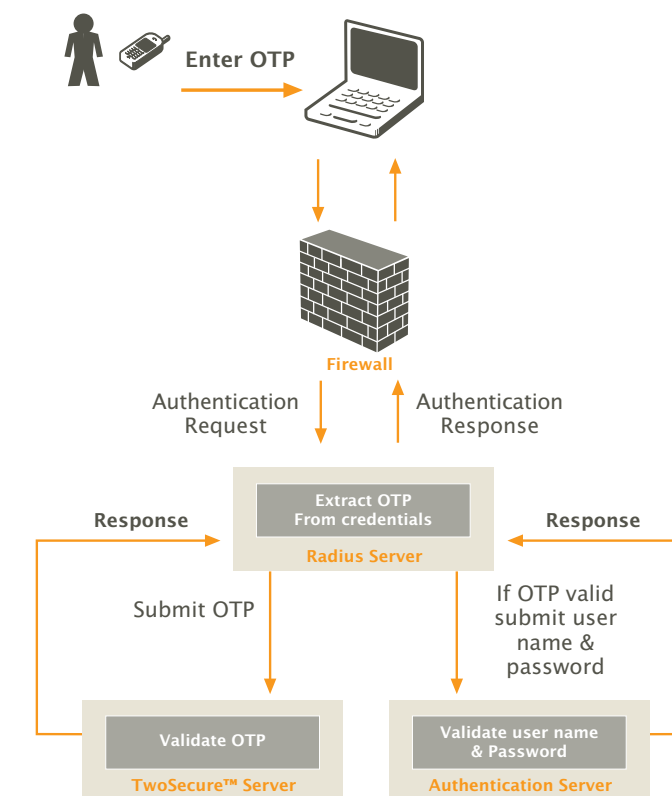 Enter OTP
Firewall
Authentication
Request
Authentication
Response
Extract OTP
From credentials
Radius Server
Response
Response
Submit OTP
If OTP valid
submit user
name &
password
Validate OTP
TwoSecure™ Server
Validate user name
& Password
Authentication Server